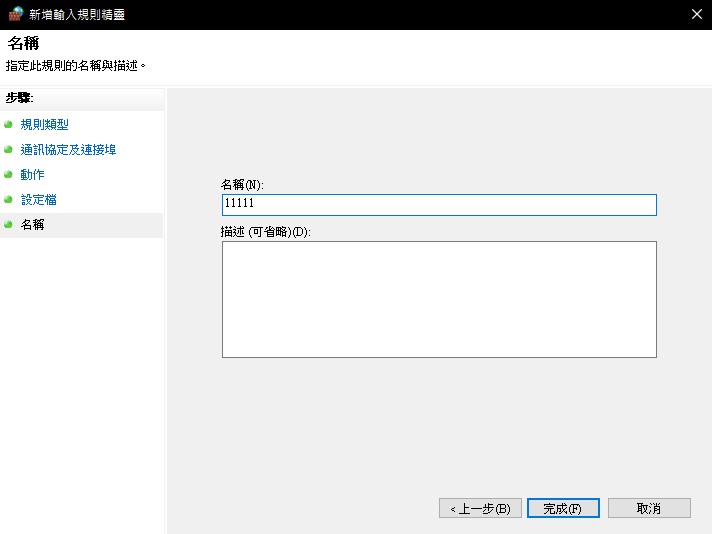 新增輸入規則精靈
名稱
指定此規則的名稱與描述。
步驟:
規則類型
通訊協定及連接埠
動作
設定檔
名稱
名稱(N):
11111
描述 (可省略)(D):
< 上一步(B)
完成(F)
取消